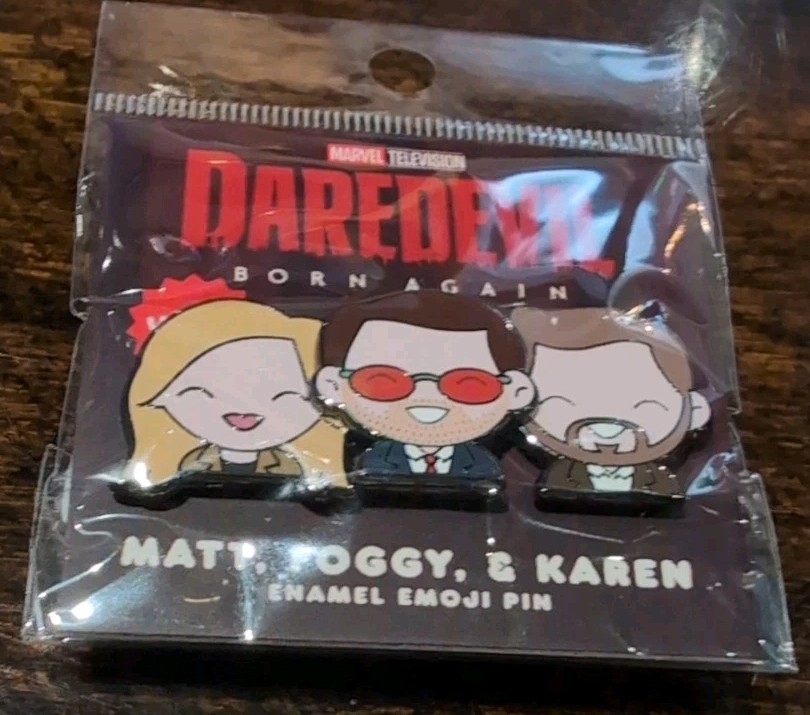 MARVEL TELEVISION
DAREDEVIL
BORN AGAIN
MATT, FOGGY, & KAREN
ENAMEL EMOJI PIN